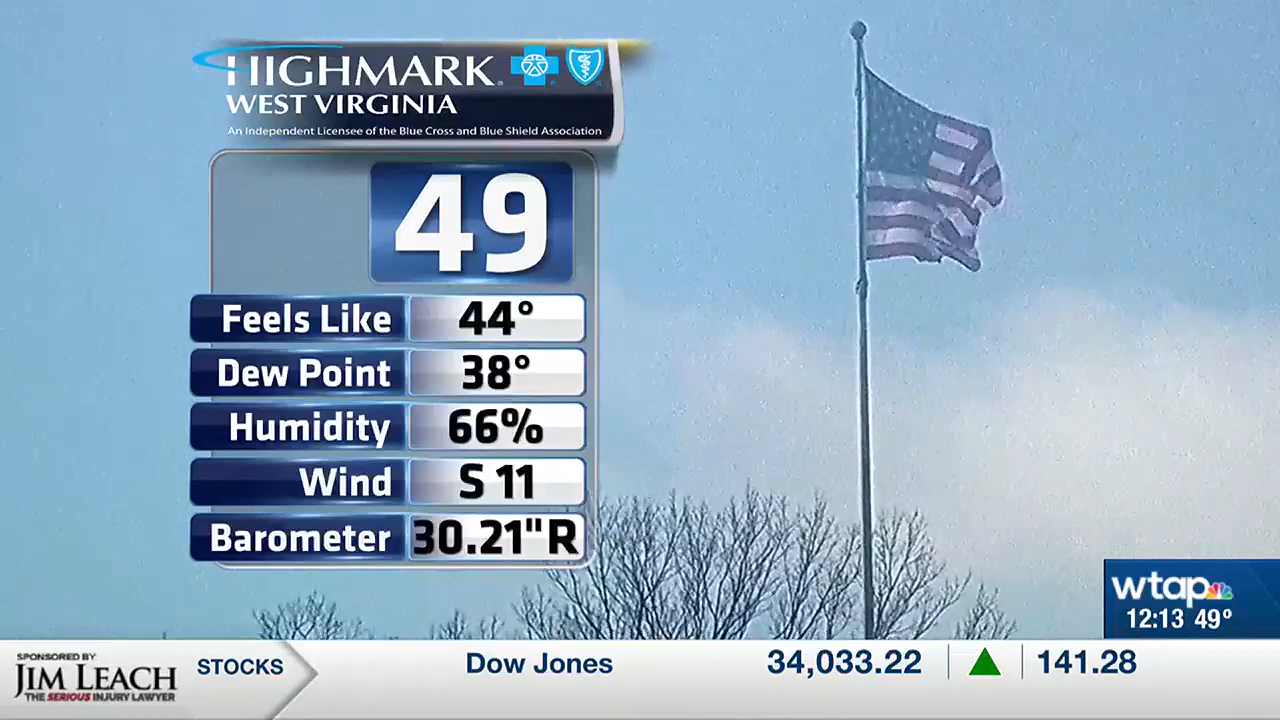 HIGHMARK
WEST VIRGINIA
An Independent Licensee of the Blue Cross and Blue Shield Association
49
Feels Like 44°
Dew Point 38°
Humidity 66%
Wind S 11
Barometer 30.21"R
wtap
12:13 49°
SPONSORED BY
JIM LEACH
THE SERIOUS INJURY LAWYER
STOCKS
Dow Jones 34,033.22 ▲ 141.28